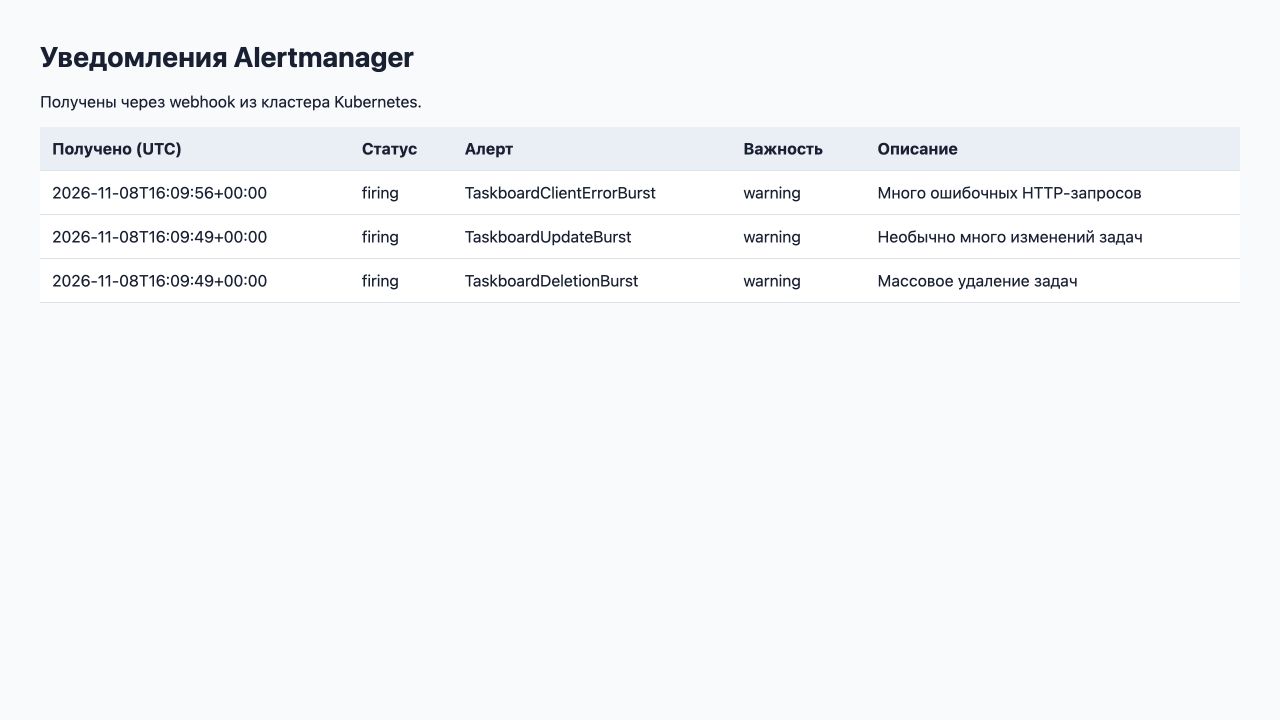 Уведомления Alertmanager
Получены через webhook из кластера Kubernetes.
Получено (UTC) Статус Алерт Важность Описание
2026-11-08T16:09:56+00:00 firing TaskboardClientErrorBurst warning Много ошибочных HTTP-запросов
2026-11-08T16:09:49+00:00 firing TaskboardUpdateBurst warning Необычно много изменений задач
2026-11-08T16:09:49+00:00 firing TaskboardDeletionBurst warning Массовое удаление задач